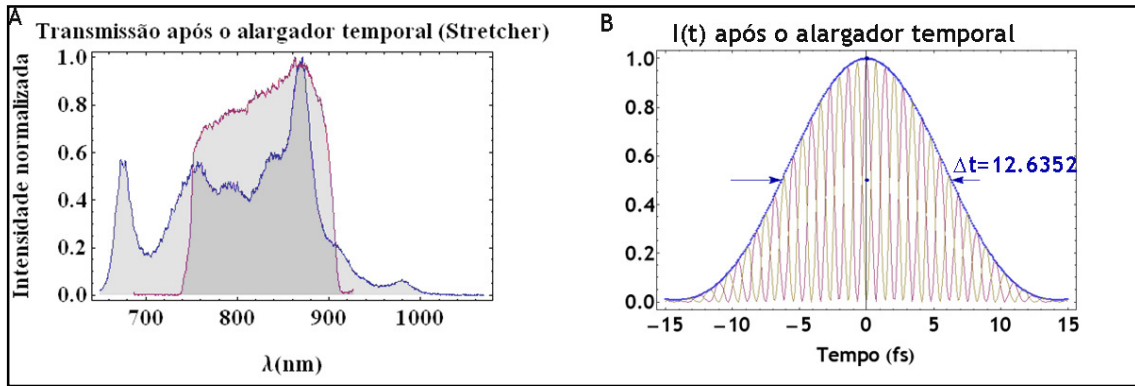 A
Transmissão após o alargador temporal (Stretcher)
Intensidade normalizada
1.0
0.8
0.6
0.4
0.2
0.0
700
800
900
1000
λ(nm)
B
I(t) após o alargador temporal
1.0
0.8
0.6
0.4
0.2
0.0
Δt=12.6352
−15
−10
−5
0
5
10
15
Tempo (fs)